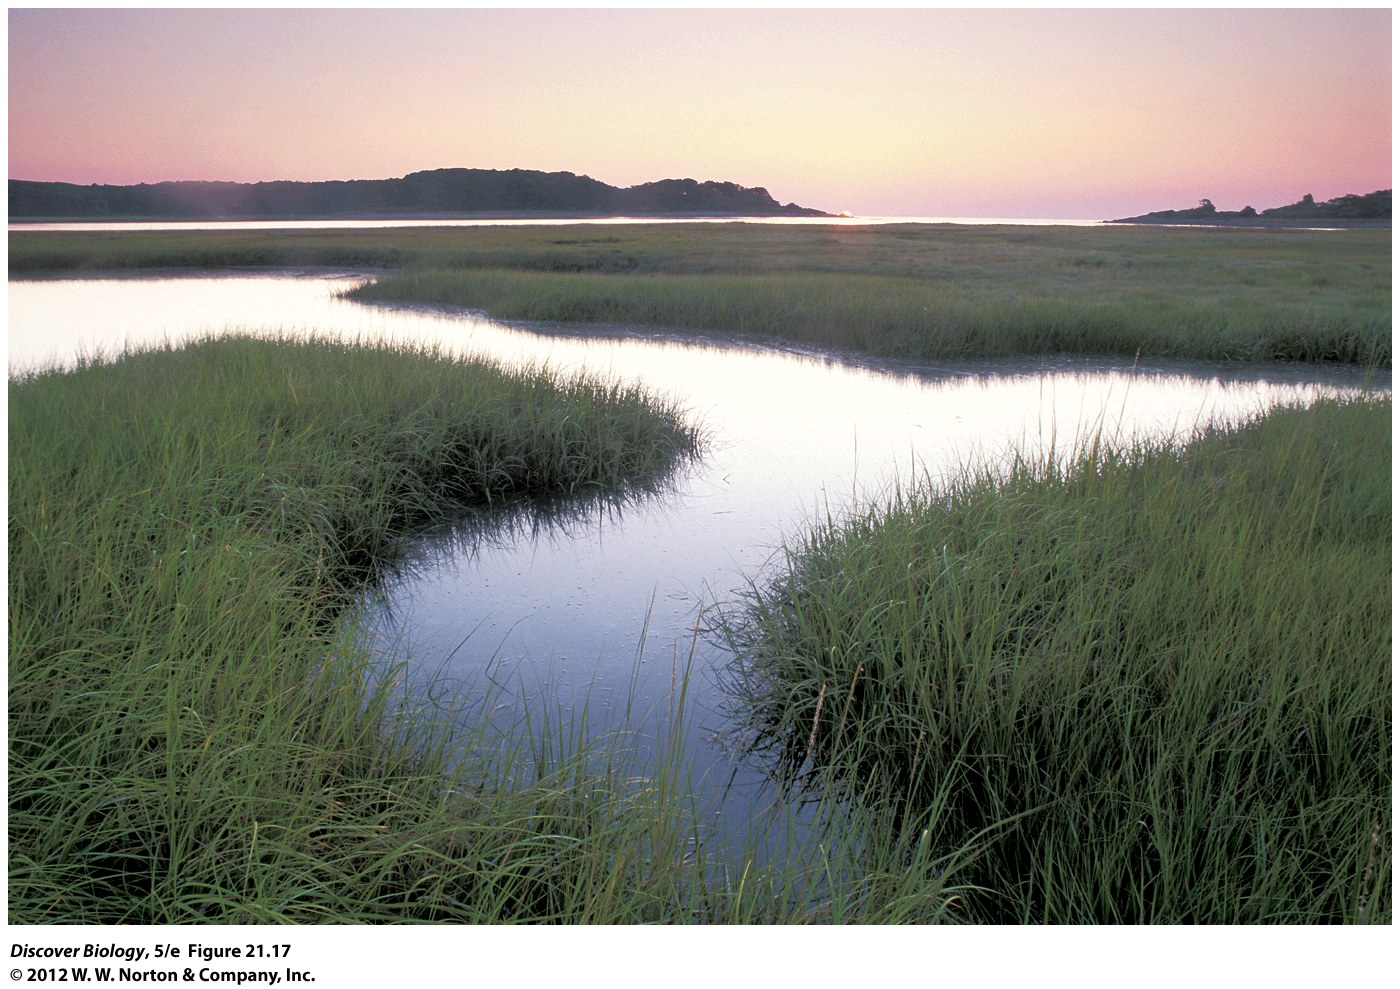 Discover Biology, 5/e Figure 21.17
© 2012 W. W. Norton & Company, Inc.